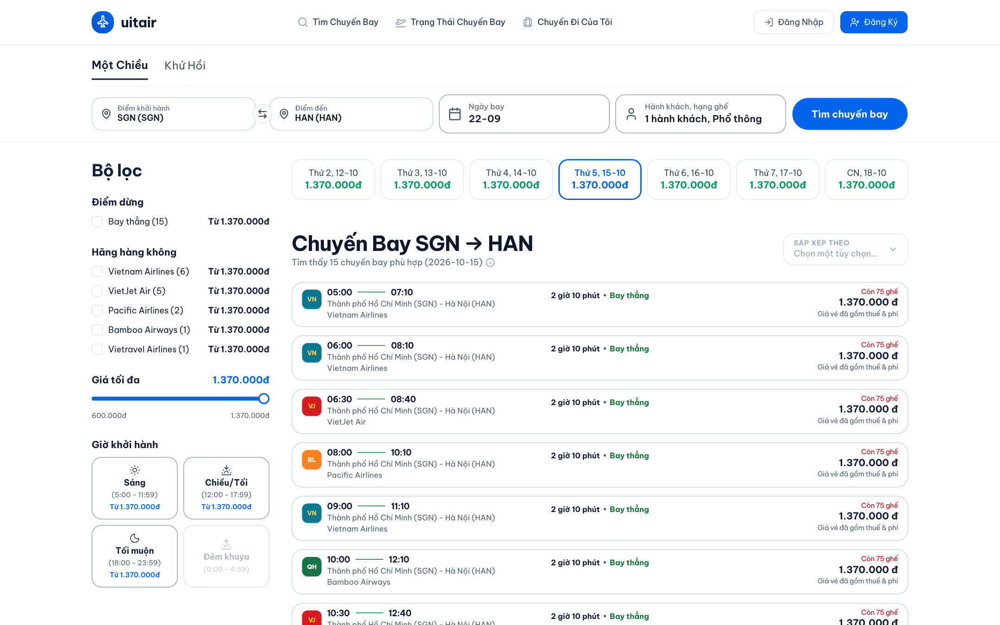 uitair
Tìm Chuyến Bay
Trạng Thái Chuyến Bay
Chuyến Đi Của Tôi
Đăng Nhập
Đăng Ký
Một Chiều
Khứ Hồi
Điểm khởi hành
SGN (SGN)
Điểm đến
HAN (HAN)
Ngày bay
22-09
Hành khách, hạng ghế
1 hành khách, Phổ thông
Tìm chuyến bay
Bộ lọc
Điểm dừng
Bay thẳng (15) Từ 1.370.000đ
Hãng hàng không
Vietnam Airlines (6) Từ 1.370.000đ
VietJet Air (5) Từ 1.370.000đ
Pacific Airlines (2) Từ 1.370.000đ
Bamboo Airways (1) Từ 1.370.000đ
Vietravel Airlines (1) Từ 1.370.000đ
Giá tối đa 1.370.000đ
600.000đ 1.370.000đ
Giờ khởi hành
Sáng
(5:00 - 11:59)
Từ 1.370.000đ
Chiều/Tối
(12:00 - 17:59)
Từ 1.370.000đ
Tối muộn
(18:00 - 23:59)
Từ 1.370.000đ
Đêm khuya
(0:00 - 4:59)
Thứ 2, 12-10
1.370.000đ
Thứ 3, 13-10
1.370.000đ
Thứ 4, 14-10
1.370.000đ
Thứ 5, 15-10
1.370.000đ
Thứ 6, 16-10
1.370.000đ
Thứ 7, 17-10
1.370.000đ
CN, 18-10
1.370.000đ
Chuyến Bay SGN → HAN
Tìm thấy 15 chuyến bay phù hợp (2026-10-15)
SẮP XẾP THEO
Chọn một tùy chọn...
VN
05:00 07:10
Thành phố Hồ Chí Minh (SGN) - Hà Nội (HAN)
Vietnam Airlines
2 giờ 10 phút • Bay thẳng
Còn 75 ghế
1.370.000 đ
Giá vé đã gồm thuế & phí
VN
06:00 08:10
Thành phố Hồ Chí Minh (SGN) - Hà Nội (HAN)
Vietnam Airlines
2 giờ 10 phút • Bay thẳng
Còn 75 ghế
1.370.000 đ
Giá vé đã gồm thuế & phí
VJ
06:30 08:40
Thành phố Hồ Chí Minh (SGN) - Hà Nội (HAN)
VietJet Air
2 giờ 10 phút • Bay thẳng
Còn 75 ghế
1.370.000 đ
Giá vé đã gồm thuế & phí
BL
08:00 10:10
Thành phố Hồ Chí Minh (SGN) - Hà Nội (HAN)
Pacific Airlines
2 giờ 10 phút • Bay thẳng
Còn 75 ghế
1.370.000 đ
Giá vé đã gồm thuế & phí
VN
09:00 11:10
Thành phố Hồ Chí Minh (SGN) - Hà Nội (HAN)
Vietnam Airlines
2 giờ 10 phút • Bay thẳng
Còn 75 ghế
1.370.000 đ
Giá vé đã gồm thuế & phí
QH
10:00 12:10
Thành phố Hồ Chí Minh (SGN) - Hà Nội (HAN)
Bamboo Airways
2 giờ 10 phút • Bay thẳng
Còn 75 ghế
1.370.000 đ
Giá vé đã gồm thuế & phí
VJ
10:30 12:40
Thành phố Hồ Chí Minh (SGN) - Hà Nội (HAN)
2 giờ 10 phút • Bay thẳng
Còn 75 ghế
1.370.000 đ